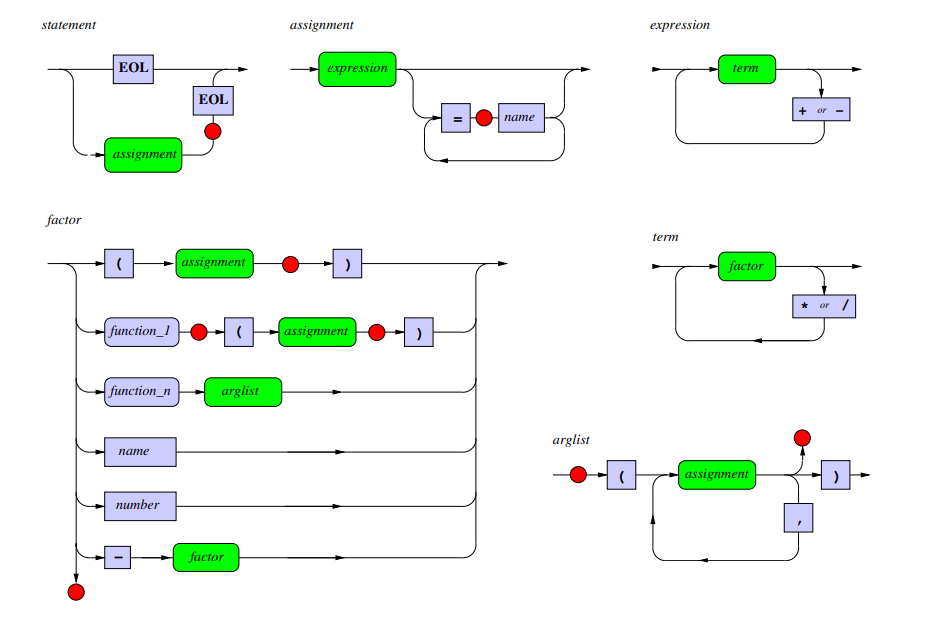 statement
EOL
EOL
assignment
assignment
expression
= name
expression
term
+ or -
factor
( assignment )
function_1 ( assignment )
function_n arglist
name
number
- factor
term
factor
* or /
arglist
( assignment )
,